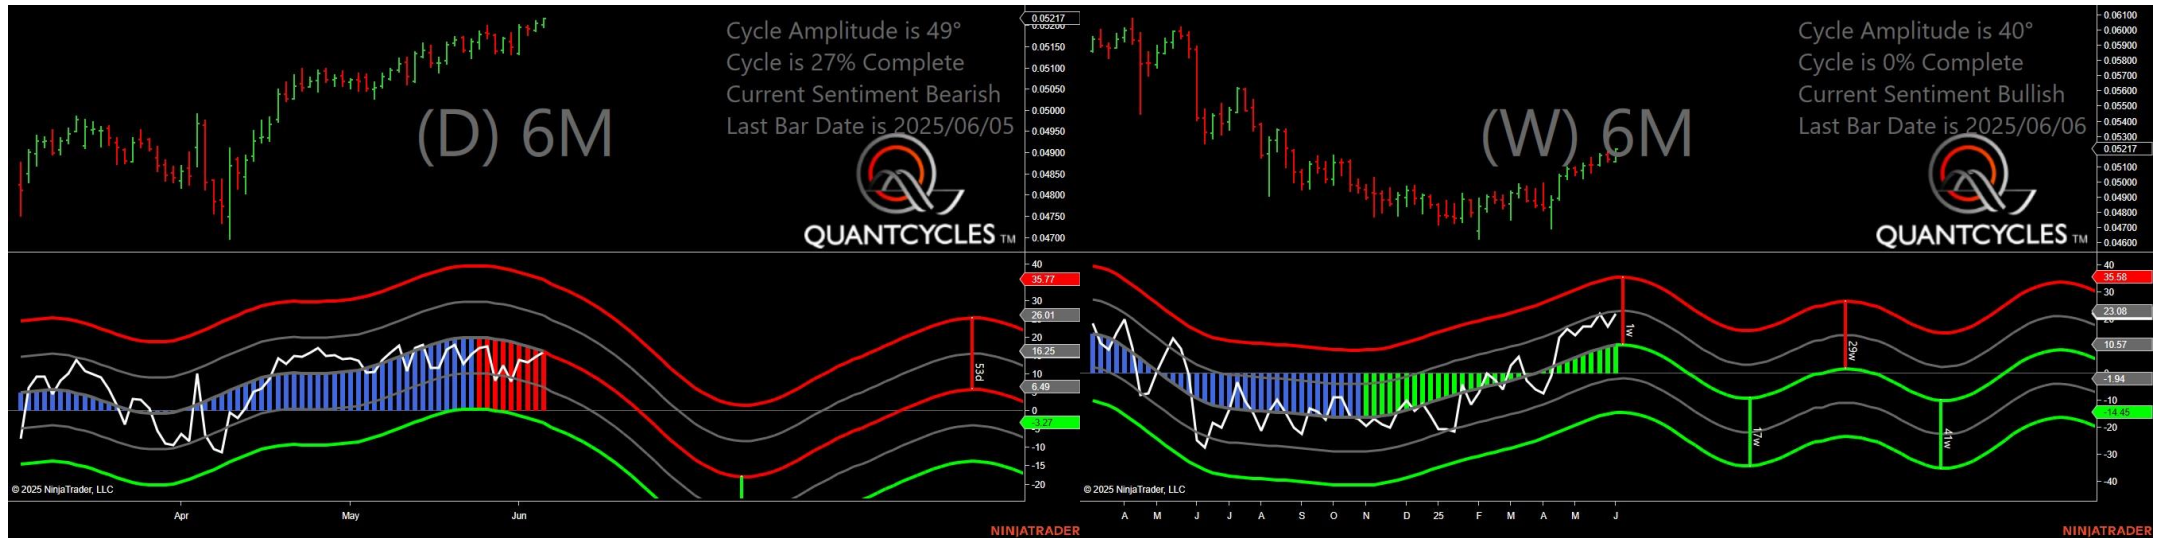 Cycle Amplitude is 49°
Cycle is 27% Complete
Current Sentiment Bearish
Last Bar Date is 2025/06/05
(D) 6M
QUANTCYCLES TM
0.05217
0.05200
0.05150
0.05100
0.05050
0.05000
0.04950
0.04900
0.04850
0.04800
0.04750
0.04700
40
35.77
30
26.01
20
16.25
10
6.49
0
-3.27
-10
-15
-20
53d
© 2025 NinjaTrader, LLC
Apr
May
Jun
NINJATRADER
Cycle Amplitude is 40°
Cycle is 0% Complete
Current Sentiment Bullish
Last Bar Date is 2025/06/06
(W) 6M
QUANTCYCLES TM
0.06100
0.06000
0.05900
0.05800
0.05700
0.05600
0.05500
0.05400
0.05300
0.05217
0.05100
0.05000
0.04900
0.04800
0.04700
0.04600
40
35.58
30
23.08
10.57
0
-1.94
-10
-14.45
-20
-30
-40
1w
29w
17w
41w
© 2025 NinjaTrader, LLC
A M J J A S O N D 25 F M A M J
NINJATRADER